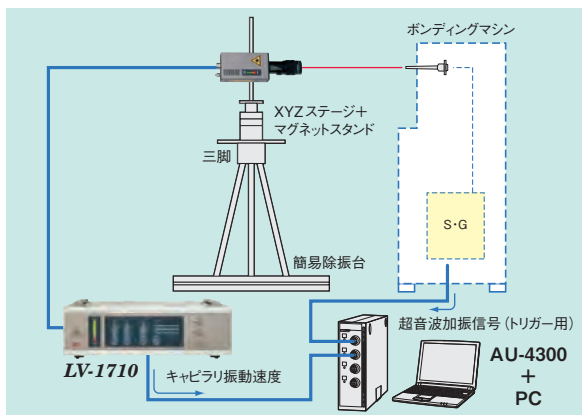 ボンディングマシン
XYZステージ＋
マグネットスタンド
三脚
S・G
簡易除振台
超音波加振信号（トリガー用）
LV-1710
キャピラリ振動速度
AU-4300
+
PC